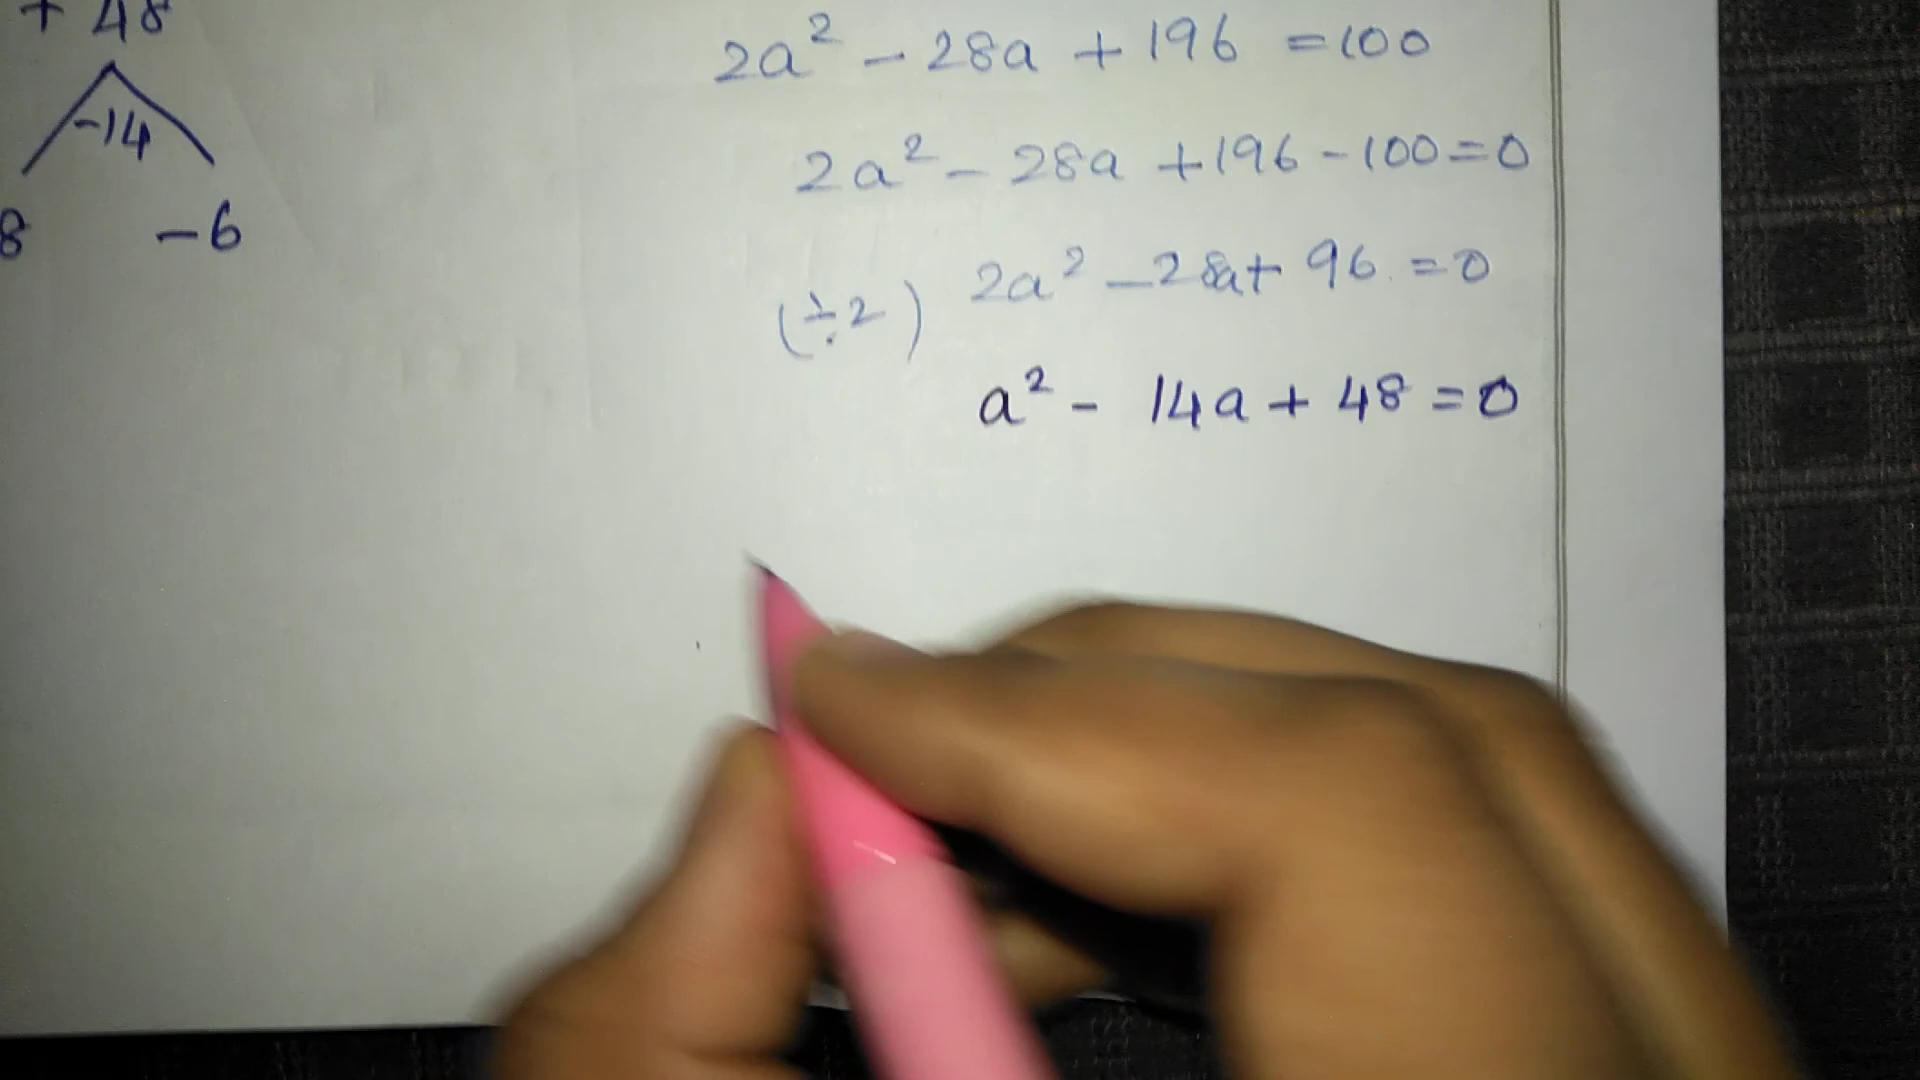 + 48
-14
8 -6
2a² - 28a + 196 = 100
2a² - 28a + 196 - 100 = 0
2a² - 28a + 96 = 0
(÷2)
a² - 14a + 48 = 0